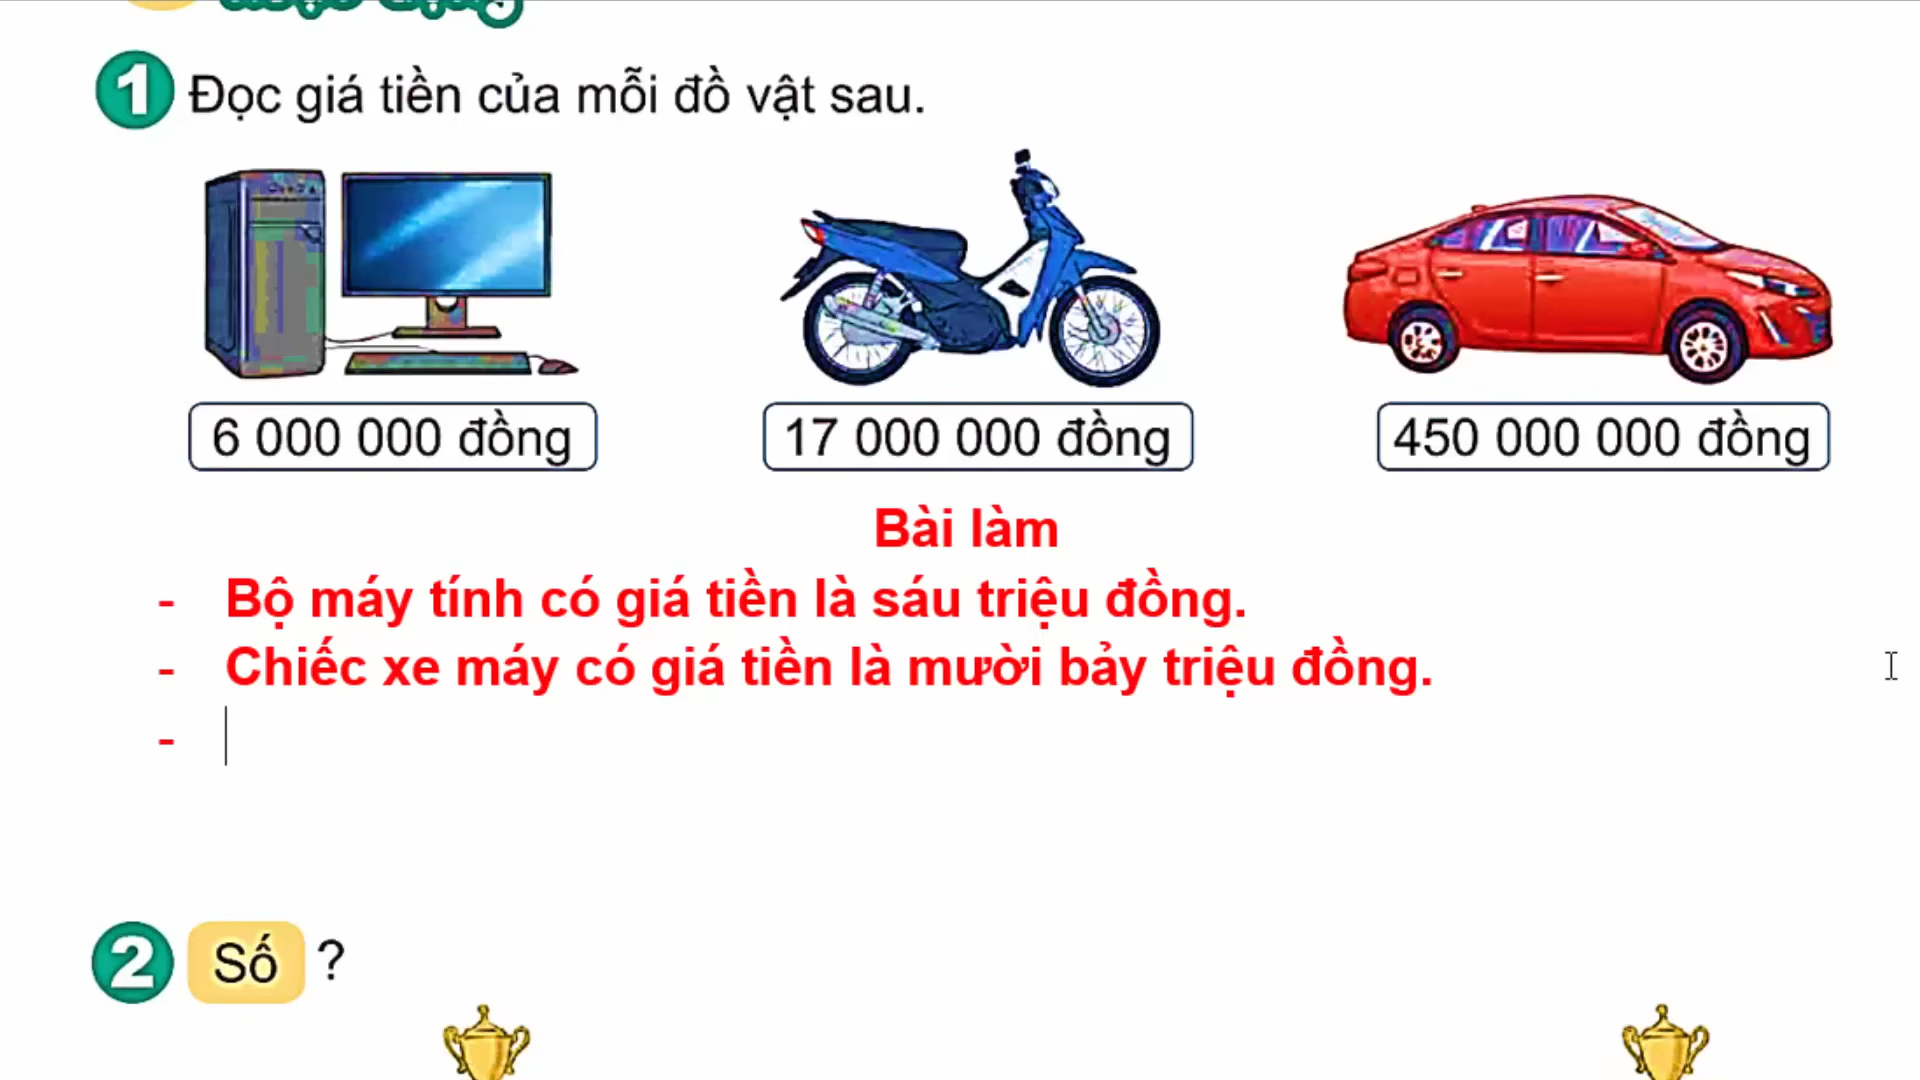 1 Đọc giá tiền của mỗi đồ vật sau.
6 000 000 đồng 17 000 000 đồng 450 000 000 đồng
Bài làm
- Bộ máy tính có giá tiền là sáu triệu đồng.
- Chiếc xe máy có giá tiền là mười bảy triệu đồng.
-
2 Số ?